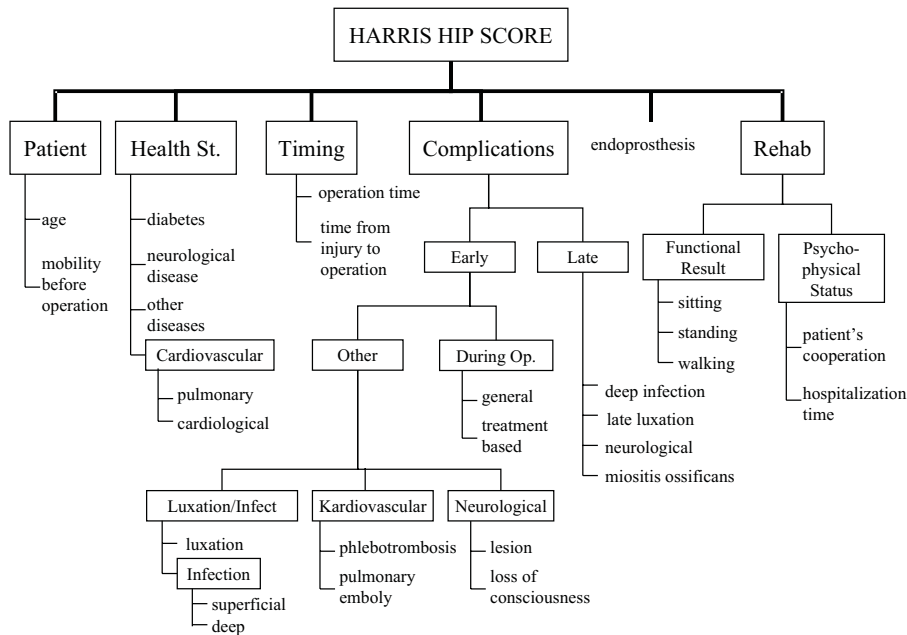 HARRIS HIP SCORE
Patient
Health St.
Timing
Complications
endoprosthesis
Rehab
age
mobility
before
operation
diabetes
neurological
disease
other
diseases
Cardiovascular
pulmonary
cardiological
operation time
time from
injury to
operation
Early
Late
Other
During Op.
general
treatment
based
deep infection
late luxation
neurological
miositis ossificans
Luxation/Infect
luxation
Infection
superficial
deep
Kardiovascular
phlebotrombosis
pulmonary
emboly
Neurological
lesion
loss of
consciousness
Functional
Result
sitting
standing
walking
Psycho-
physical
Status
patient's
cooperation
hospitalization
time